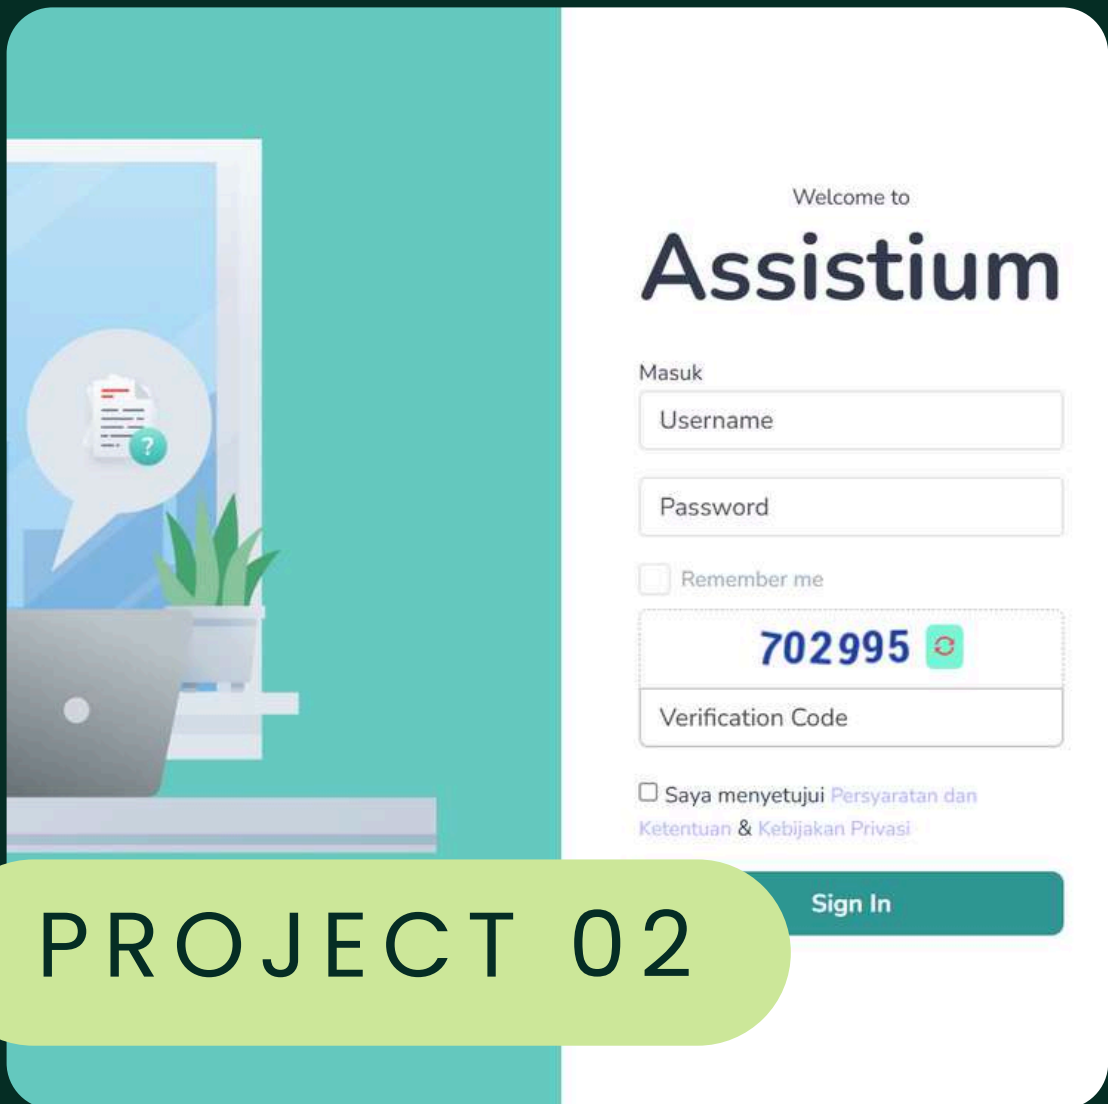 Welcome to
Assistium
Masuk
Username
Password
Remember me
702995
Verification Code
Saya menyetujui Persyaratan dan
Ketentuan & Kebijakan Privasi
Sign In
PROJECT 02
?